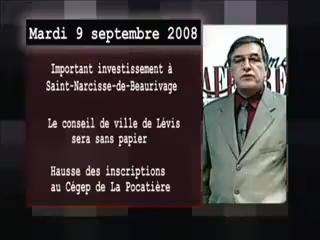 Mardi 9 septembre 2008
Important investissement à
Saint-Narcisse-de-Beaurivage
Le conseil de ville de Lévis
sera sans papier
Hausse des inscriptions
au Cégep de La Pocatière